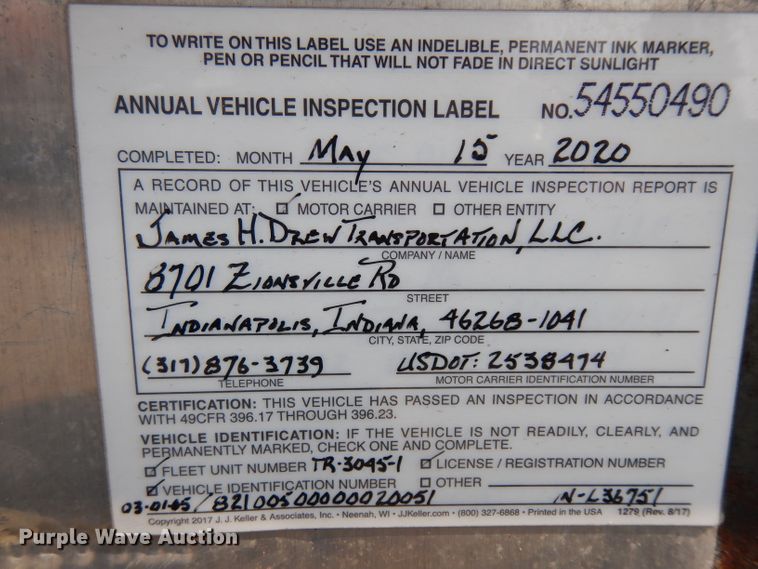 TO WRITE ON THIS LABEL USE AN INDELIBLE, PERMANENT INK MARKER,
PEN OR PENCIL THAT WILL NOT FADE IN DIRECT SUNLIGHT
ANNUAL VEHICLE INSPECTION LABEL NO. 54550490
COMPLETED: MONTH May 15 YEAR 2020
A RECORD OF THIS VEHICLE'S ANNUAL VEHICLE INSPECTION REPORT IS
MAINTAINED AT: ☑ MOTOR CARRIER ☐ OTHER ENTITY
JAMES H. DREW TRANSPORTATION, LLC.
COMPANY / NAME
8701 ZIONSVILLE RD
STREET
INDIANAPOLIS, INDIANA, 46268-1041
CITY, STATE, ZIP CODE
(317) 876-3739 USDOT: 2538474
TELEPHONE MOTOR CARRIER IDENTIFICATION NUMBER
CERTIFICATION: THIS VEHICLE HAS PASSED AN INSPECTION IN ACCORDANCE
WITH 49CFR 396.17 THROUGH 396.23.
VEHICLE IDENTIFICATION: IF THE VEHICLE IS NOT READILY, CLEARLY, AND
PERMANENTLY MARKED, CHECK ONE AND COMPLETE.
☑ FLEET UNIT NUMBER TR-3045-1 ☑ LICENSE / REGISTRATION NUMBER
☑ VEHICLE IDENTIFICATION NUMBER ☐ OTHER
03-0105/82100500000020051 IN-L36751
Copyright 2017 J. J. Keller & Associates, Inc. • Neenah, WI • JJKeller.com • (800) 327-6868 • Printed in the USA 1279 (Rev. 8/17)
Purple Wave Auction